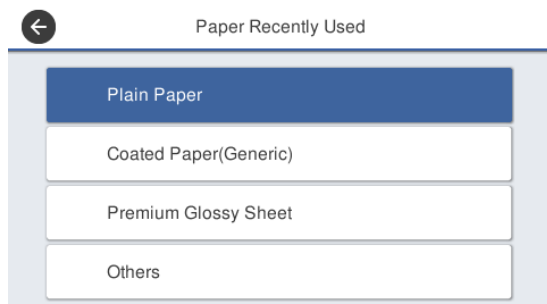 Paper Recently Used
Plain Paper
Coated Paper(Generic)
Premium Glossy Sheet
Others